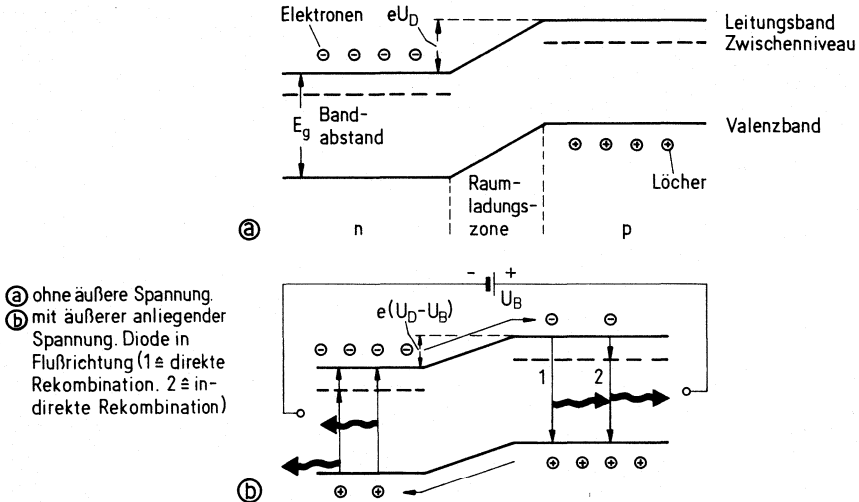 Elektronen
eU_D
Leitungsband
Zwischenniveau
E_g
Band-
abstand
Valenzband
Löcher
Raum-
ladungs-
zone
ⓐ
n
p
ⓐ ohne äußere Spannung.
ⓑ mit äußerer anliegender
Spannung. Diode in
Flußrichtung (1 ≙ direkte
Rekombination. 2 ≙ in-
direkte Rekombination)
- +
U_B
e(U_D-U_B)
1
2
ⓑ